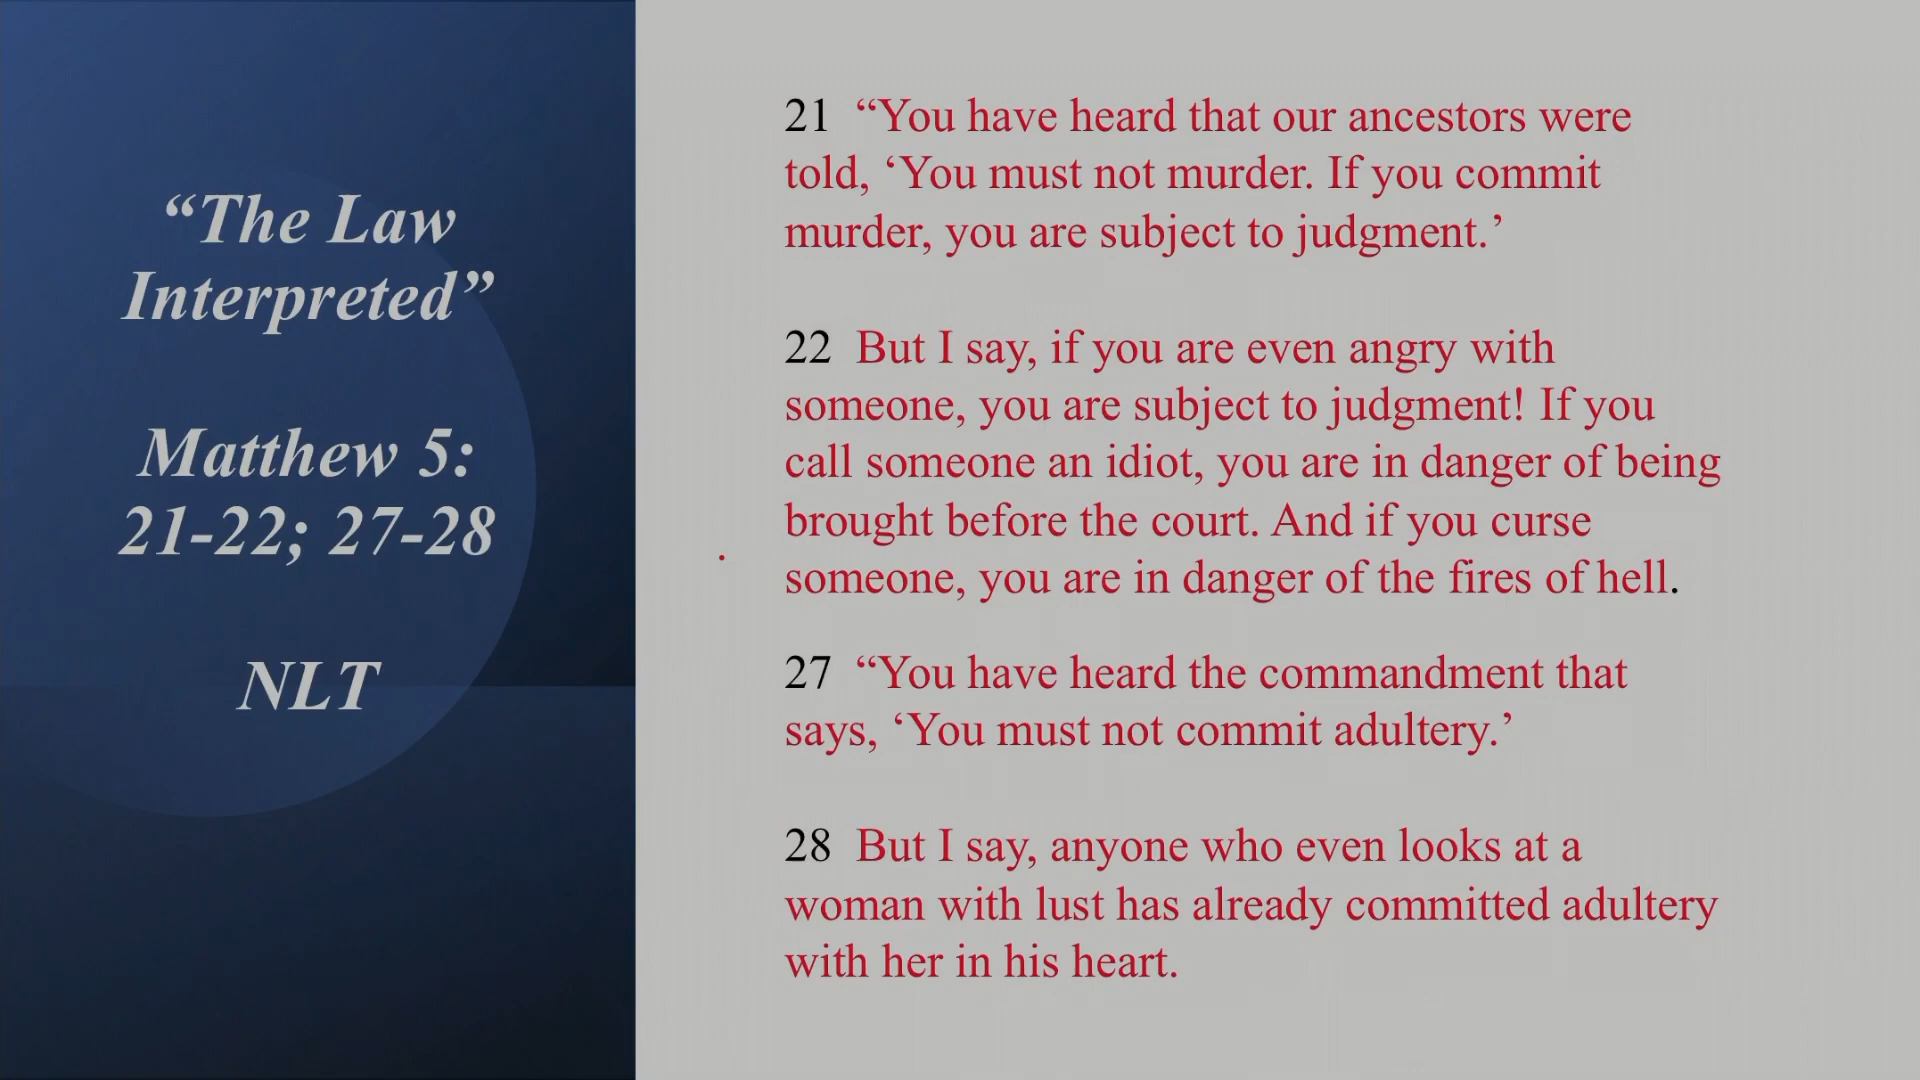 “The Law
Interpreted”
Matthew 5:
21-22; 27-28
NLT
21 “You have heard that our ancestors were
told, ‘You must not murder. If you commit
murder, you are subject to judgment.’
22 But I say, if you are even angry with
someone, you are subject to judgment! If you
call someone an idiot, you are in danger of being
brought before the court. And if you curse
someone, you are in danger of the fires of hell.
27 “You have heard the commandment that
says, ‘You must not commit adultery.’
28 But I say, anyone who even looks at a
woman with lust has already committed adultery
with her in his heart.